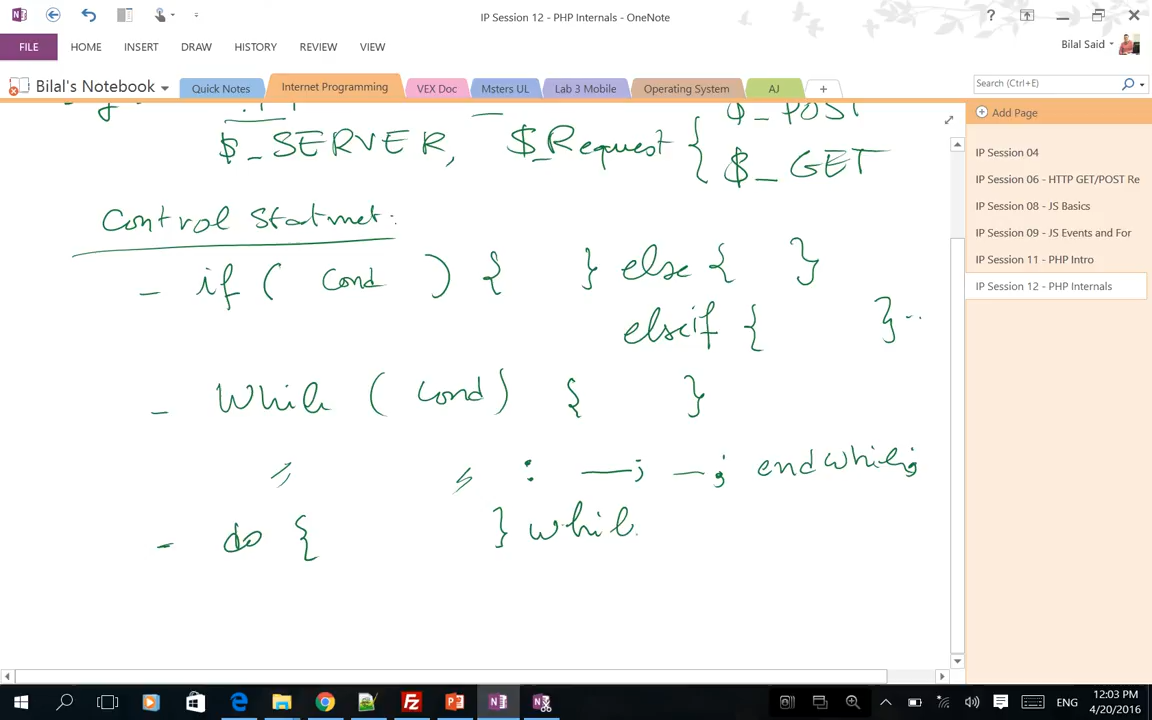 IP Session 12 - PHP Internals - OneNote
FILE HOME INSERT DRAW HISTORY REVIEW VIEW
Bilal Said
Bilal's Notebook Quick Notes Internet Programming VEX Doc Msters UL Lab 3 Mobile Operating System AJ
Search (Ctrl+E)
$_POST
$_SERVER, $_Request { $_GET
Control Statmet:
- if ( Cond ) { } else { }
elseif { } ..
- While ( Cond) { }
〃 〃 : —; —; endwhile;
- do { } while
Add Page
IP Session 04
IP Session 06 - HTTP GET/POST Re
IP Session 08 - JS Basics
IP Session 09 - JS Events and For
IP Session 11 - PHP Intro
IP Session 12 - PHP Internals
ENG
12:03 PM
4/20/2016